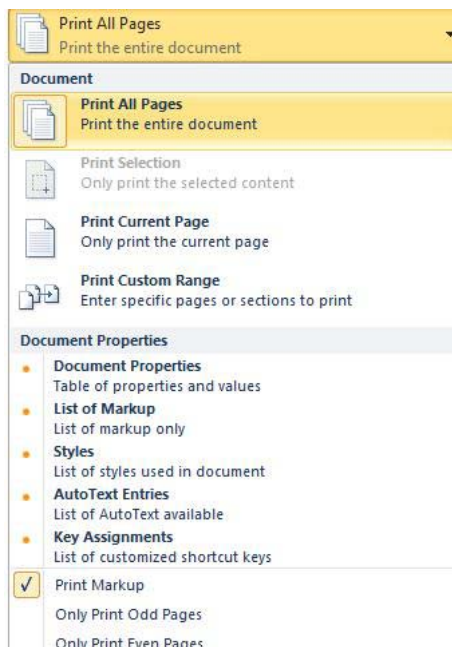 Print All Pages
Print the entire document
Document
Print All Pages
Print the entire document
Print Selection
Only print the selected content
Print Current Page
Only print the current page
Print Custom Range
Enter specific pages or sections to print
Document Properties
Document Properties
Table of properties and values
List of Markup
List of markup only
Styles
List of styles used in document
AutoText Entries
List of AutoText available
Key Assignments
List of customized shortcut keys
Print Markup
Only Print Odd Pages
Only Print Even Pages